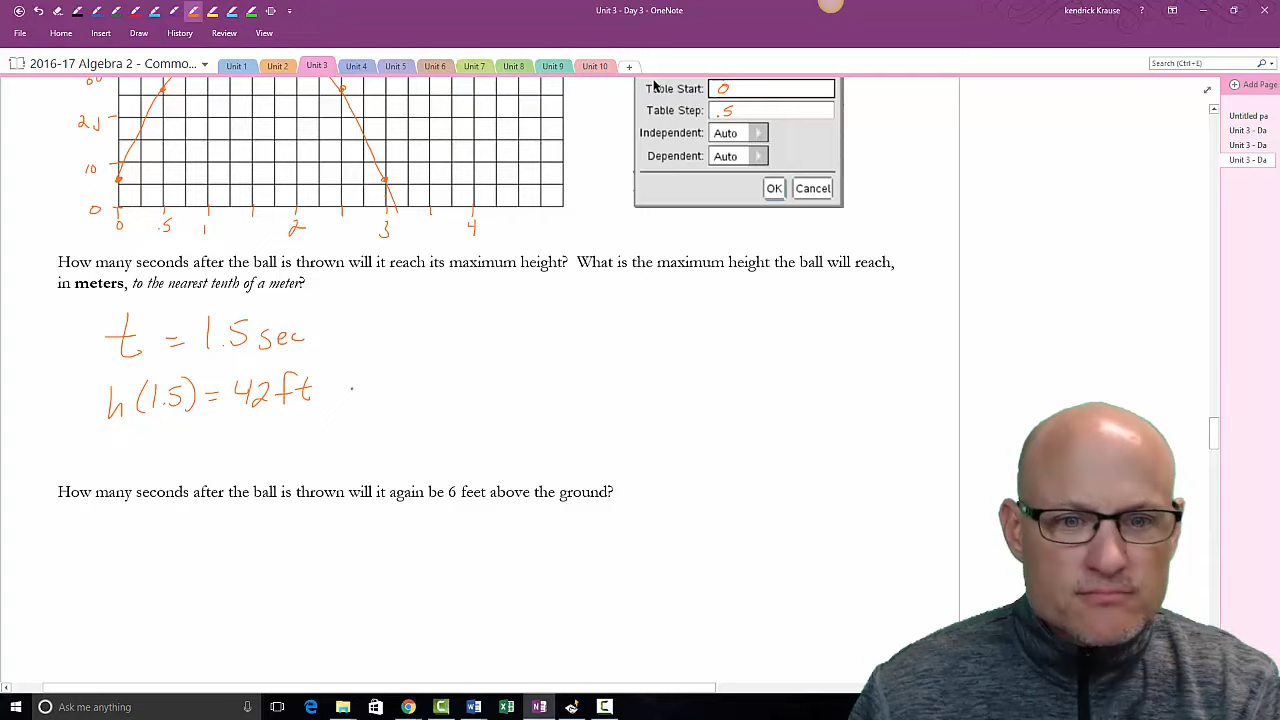 Unit 3 - Day 3 - OneNote
kendrick Krause
File Home Insert Draw History Review View
2016-17 Algebra 2 - Commo...
Unit 1 Unit 2 Unit 3 Unit 4 Unit 5 Unit 6 Unit 7 Unit 8 Unit 9 Unit 10
Search (Ctrl+E)
Add Page
Untitled pa
Unit 3 - Da
Unit 3 - Da
Unit 3 - Da
10
0
0 .5 1 2 3 4
Table Start: 0
Table Step: .5
Independent: Auto
Dependent: Auto
OK Cancel
How many seconds after the ball is thrown will it reach its maximum height? What is the maximum height the ball will reach,
in meters, to the nearest tenth of a meter?
t = 1.5 sec
h(1.5) = 42 ft
How many seconds after the ball is thrown will it again be 6 feet above the ground?
Ask me anything